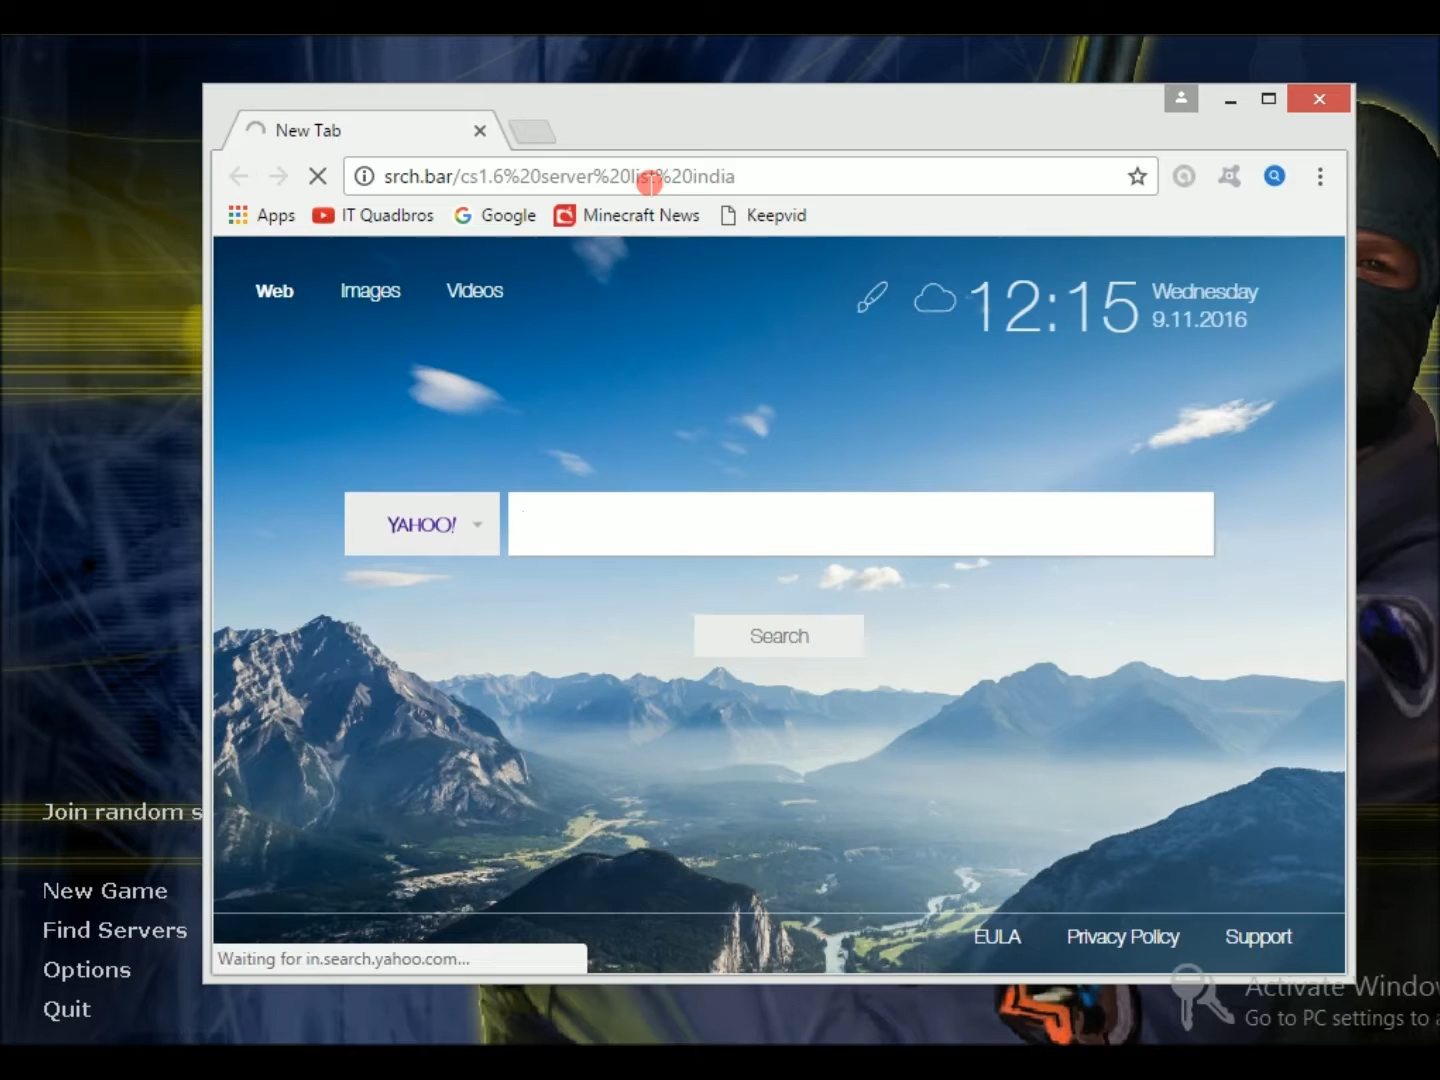 New Tab
srch.bar/cs1.6%20server%20list%20india
Apps IT Quadbros Google Minecraft News Keepvid
Web Images Videos
12:15 Wednesday
9.11.2016
YAHOO!
Search
Join random s
New Game
Find Servers
Options
Quit
EULA Privacy Policy Support
Waiting for in.search.yahoo.com...
Activate Window
Go to PC settings to a